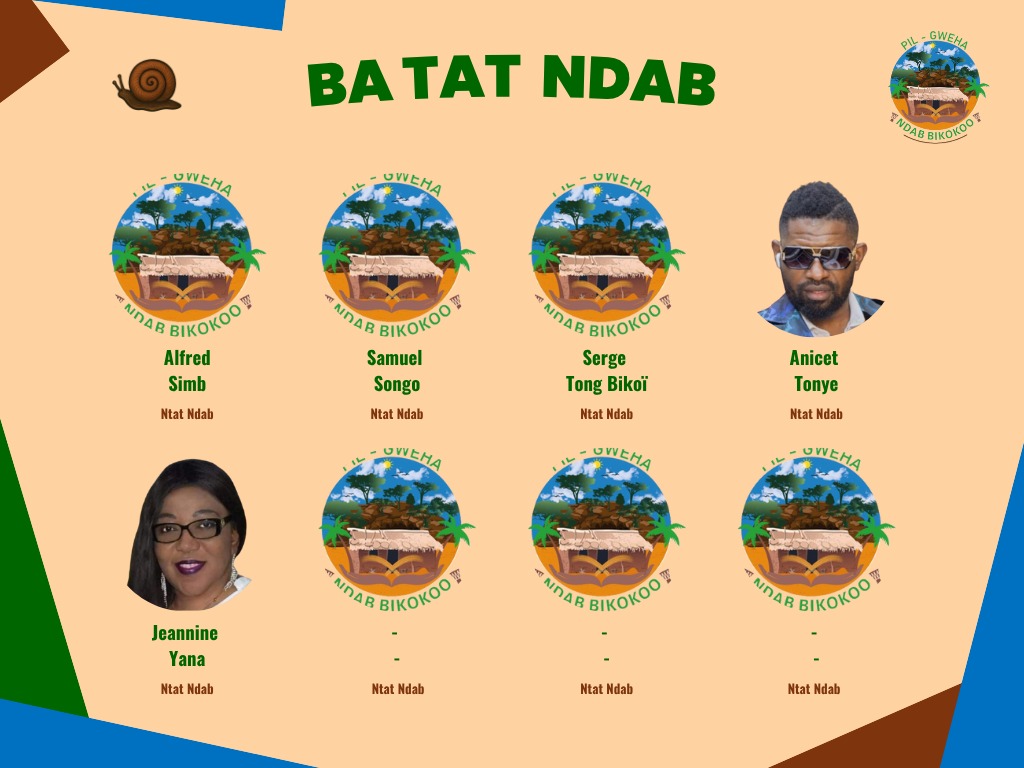 PIL - GWEHA
NDAB BIKOKOO
BA TAT NDAB
PIL - GWEHA
NDAB BIKOKOO
PIL - GWEHA
NDAB BIKOKOO
PIL - GWEHA
NDAB BIKOKOO
Alfred
Simb
Ntat Ndab
Samuel
Songo
Ntat Ndab
Serge
Tong Bikoï
Ntat Ndab
Anicet
Tonye
Ntat Ndab
PIL - GWEHA
NDAB BIKOKOO
PIL - GWEHA
NDAB BIKOKOO
PIL - GWEHA
NDAB BIKOKOO
Jeannine
Yana
Ntat Ndab
-
-
Ntat Ndab
-
-
Ntat Ndab
-
-
Ntat Ndab